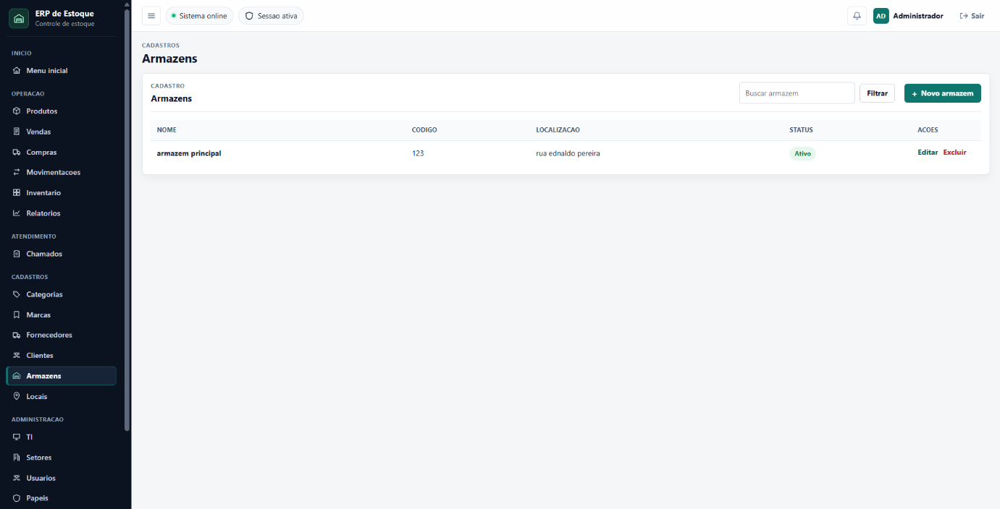 ERP de Estoque
Controle de estoque
INICIO
Menu inicial
OPERACAO
Produtos
Vendas
Compras
Movimentacoes
Inventario
Relatorios
ATENDIMENTO
Chamados
CADASTROS
Categorias
Marcas
Fornecedores
Clientes
Armazens
Locais
ADMINISTRACAO
TI
Setores
Usuarios
Papeis
Sistema online
Sessao ativa
AD Administrador
Sair
CADASTROS
Armazens
CADASTRO
Armazens
Buscar armazem
Filtrar
+ Novo armazem
NOME CODIGO LOCALIZACAO STATUS ACOES
armazem principal 123 rua ednaldo pereira Ativo Editar Excluir